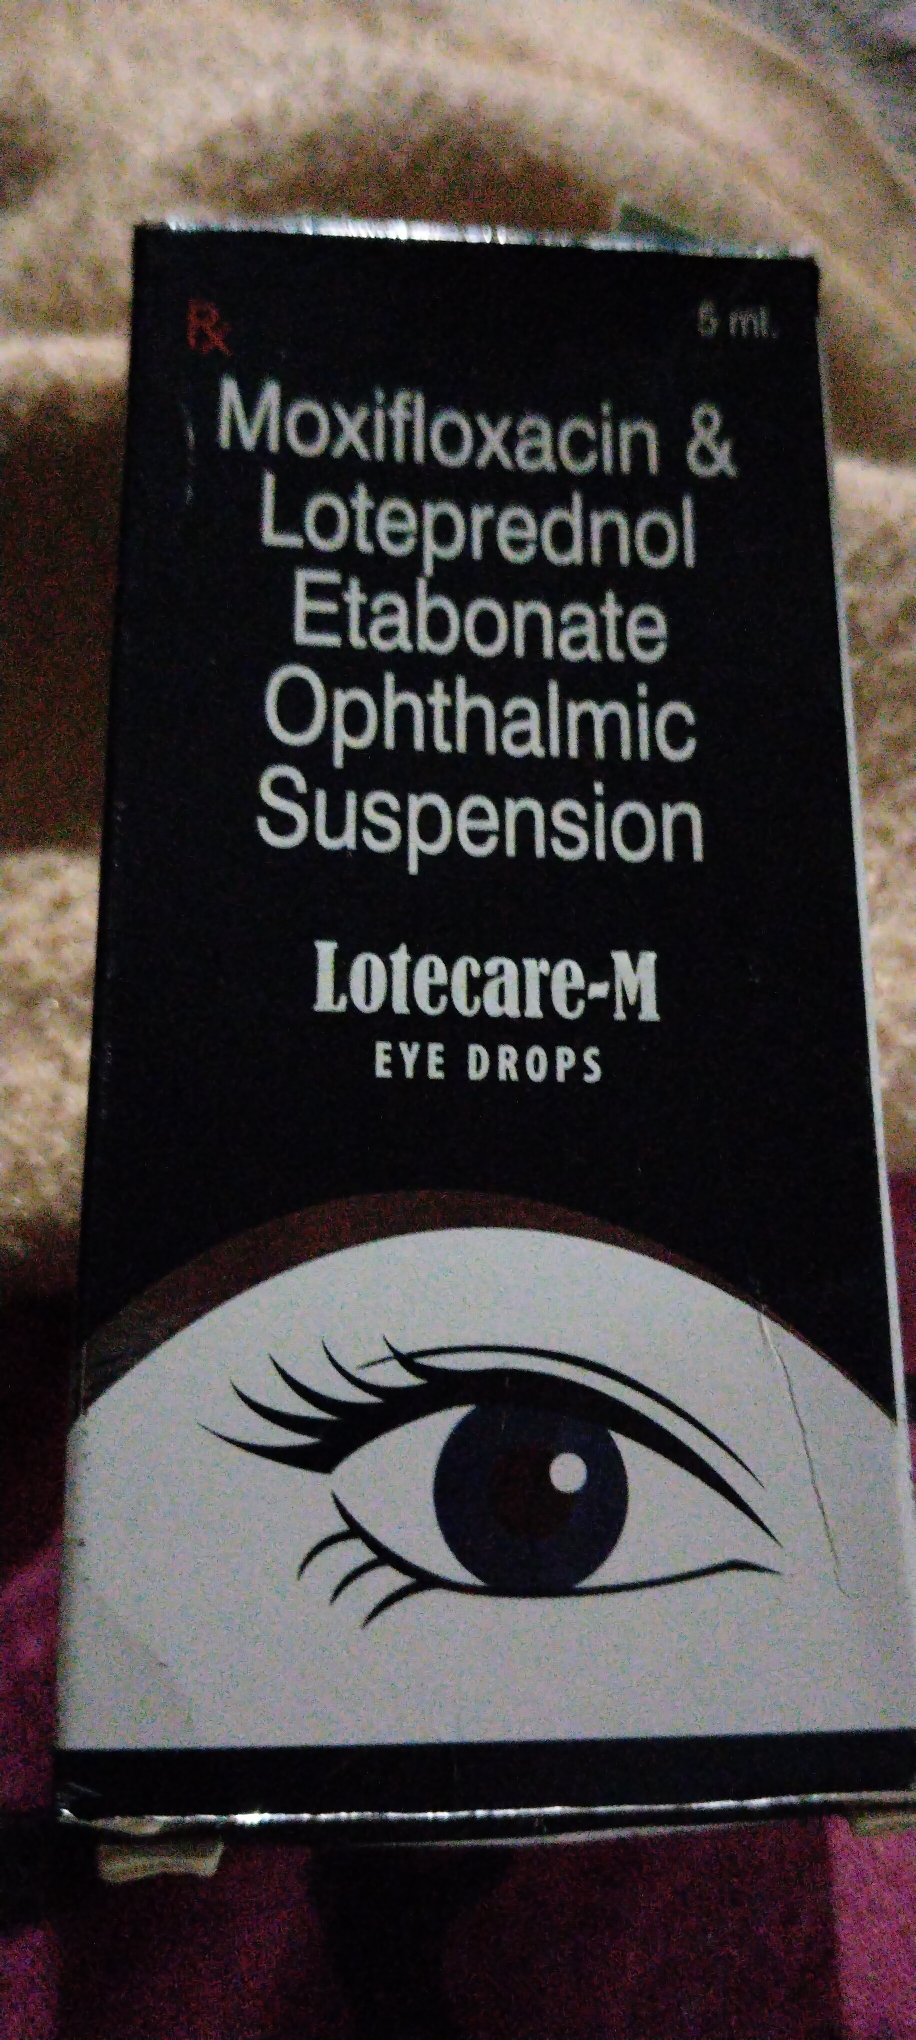 Rx
5 ml.
Moxifloxacin &
Loteprednol
Etabonate
Ophthalmic
Suspension
Lotecare-M
EYE DROPS